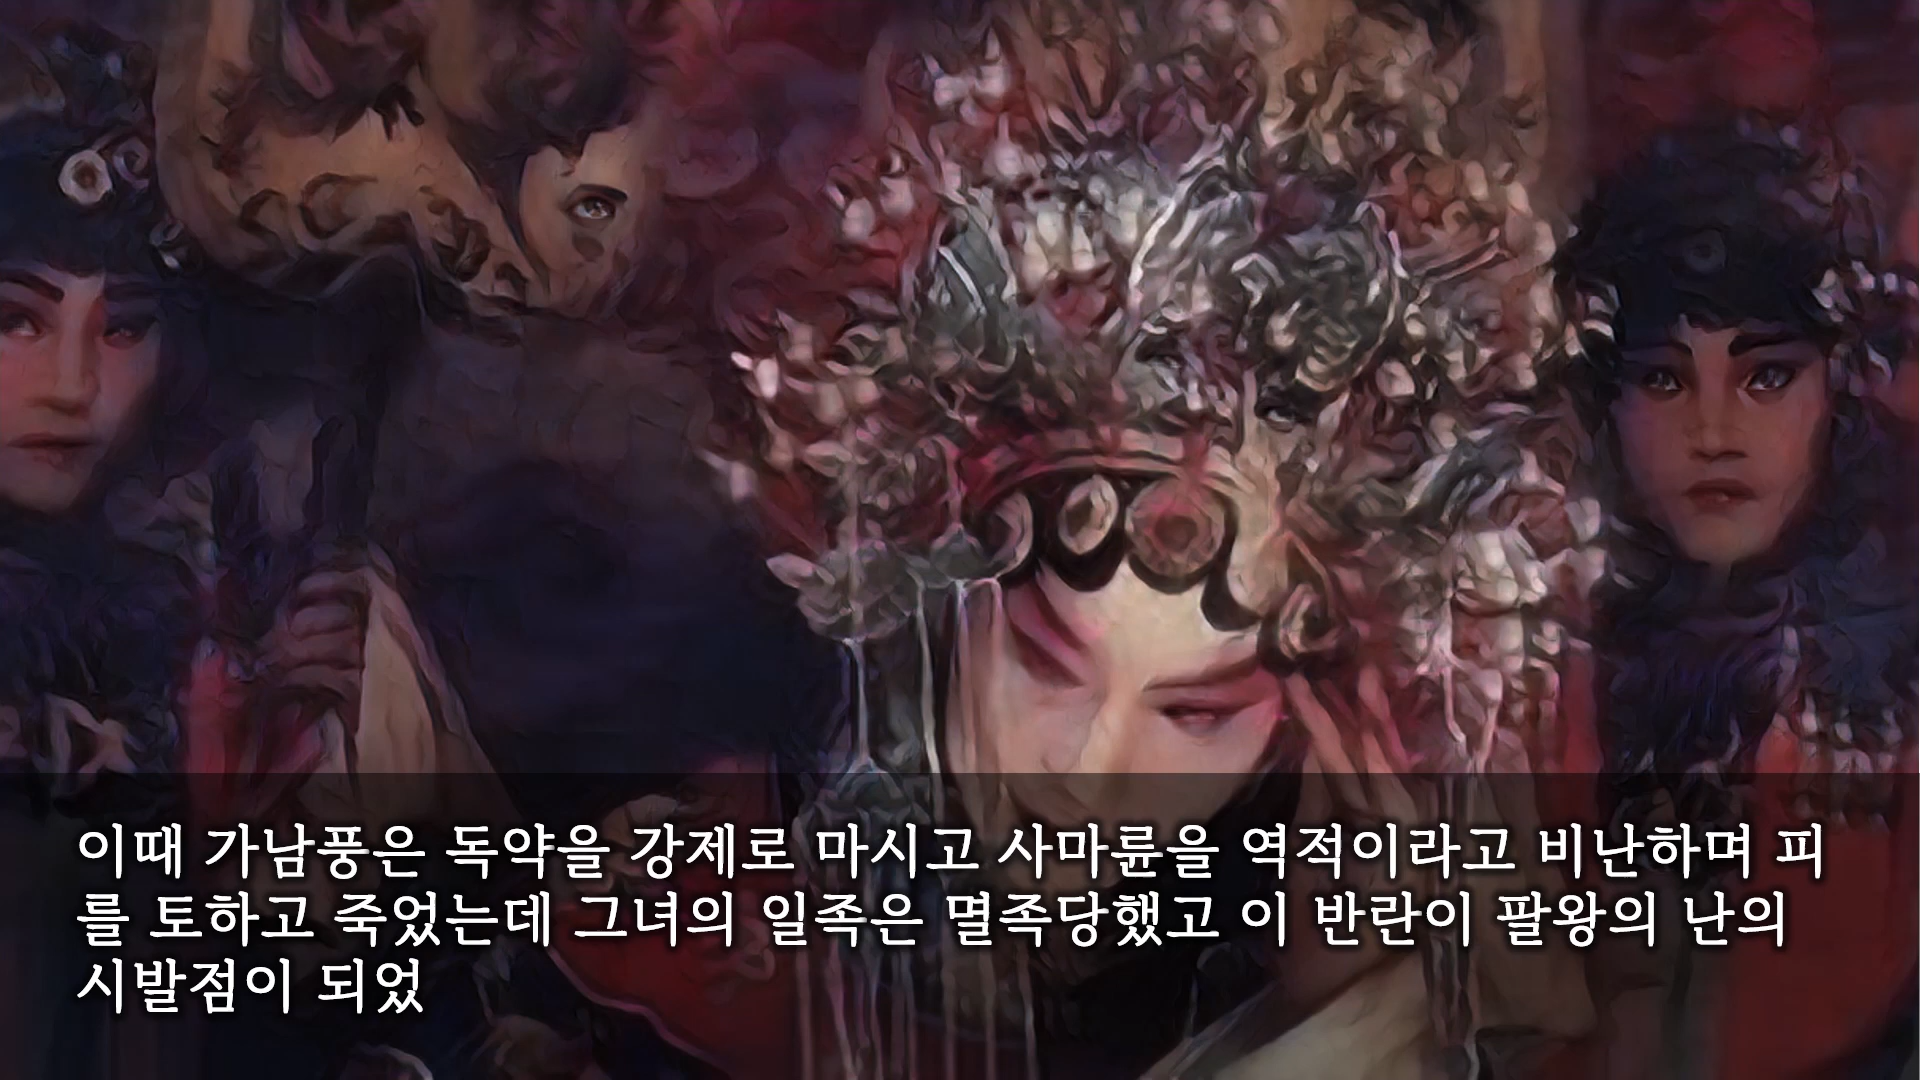 이때 가남풍은 독약을 강제로 마시고 사마륜을 역적이라고 비난하며 피
를 토하고 죽었는데 그녀의 일족은 멸족당했고 이 반란이 팔왕의 난의
시발점이 되었